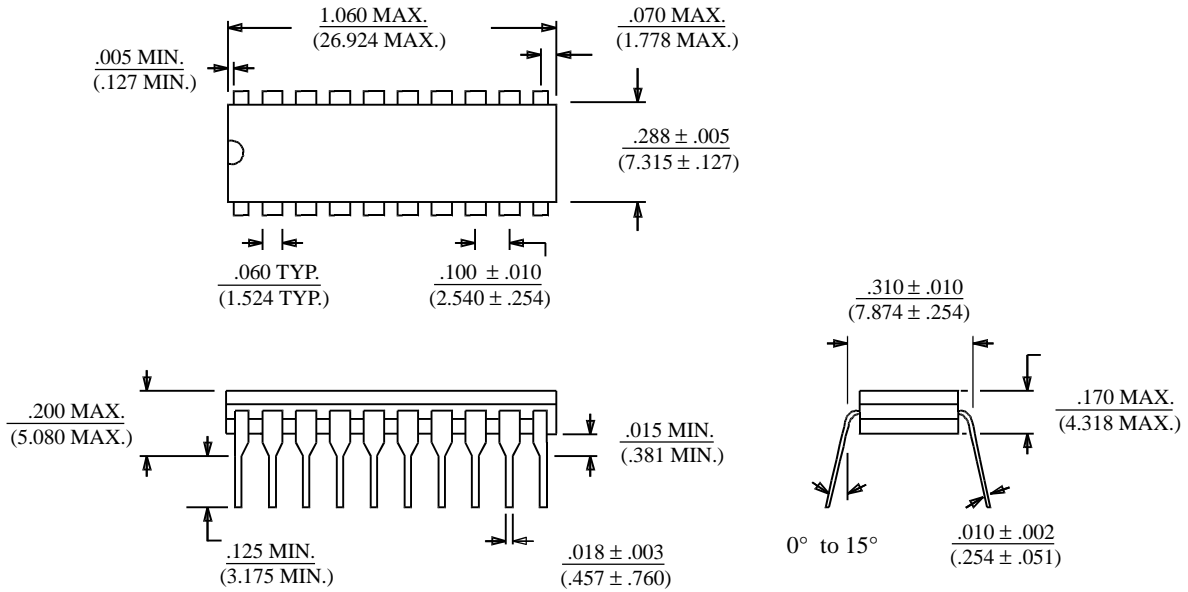 1.060 MAX.
(26.924 MAX.)
.070 MAX.
(1.778 MAX.)
.005 MIN.
(.127 MIN.)
.288 ± .005
(7.315 ± .127)
.060 TYP.
(1.524 TYP.)
.100 ± .010
(2.540 ± .254)
.310 ± .010
(7.874 ± .254)
.200 MAX.
(5.080 MAX.)
.015 MIN.
(.381 MIN.)
.170 MAX.
(4.318 MAX.)
.125 MIN.
(3.175 MIN.)
.018 ± .003
(.457 ± .760)
0° to 15°
.010 ± .002
(.254 ± .051)